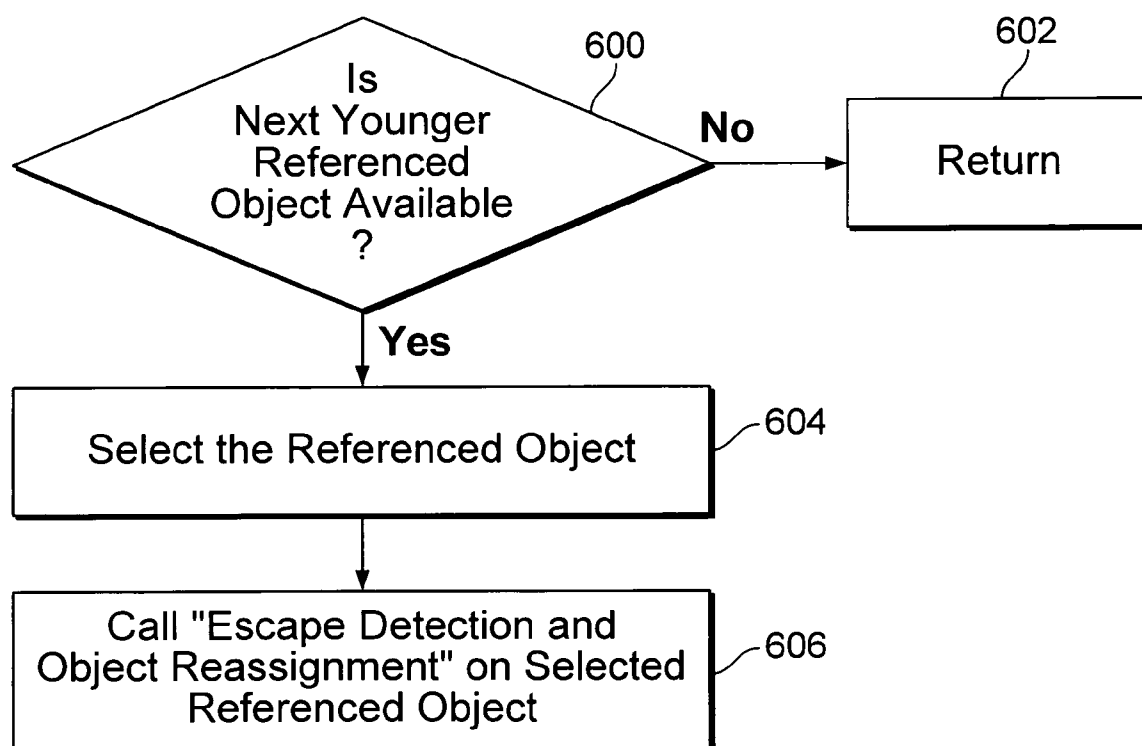 600
602
Is
Next Younger
Referenced
Object Available
?
No
Return
Yes
Select the Referenced Object
604
Call "Escape Detection and
Object Reassignment" on Selected
Referenced Object
606